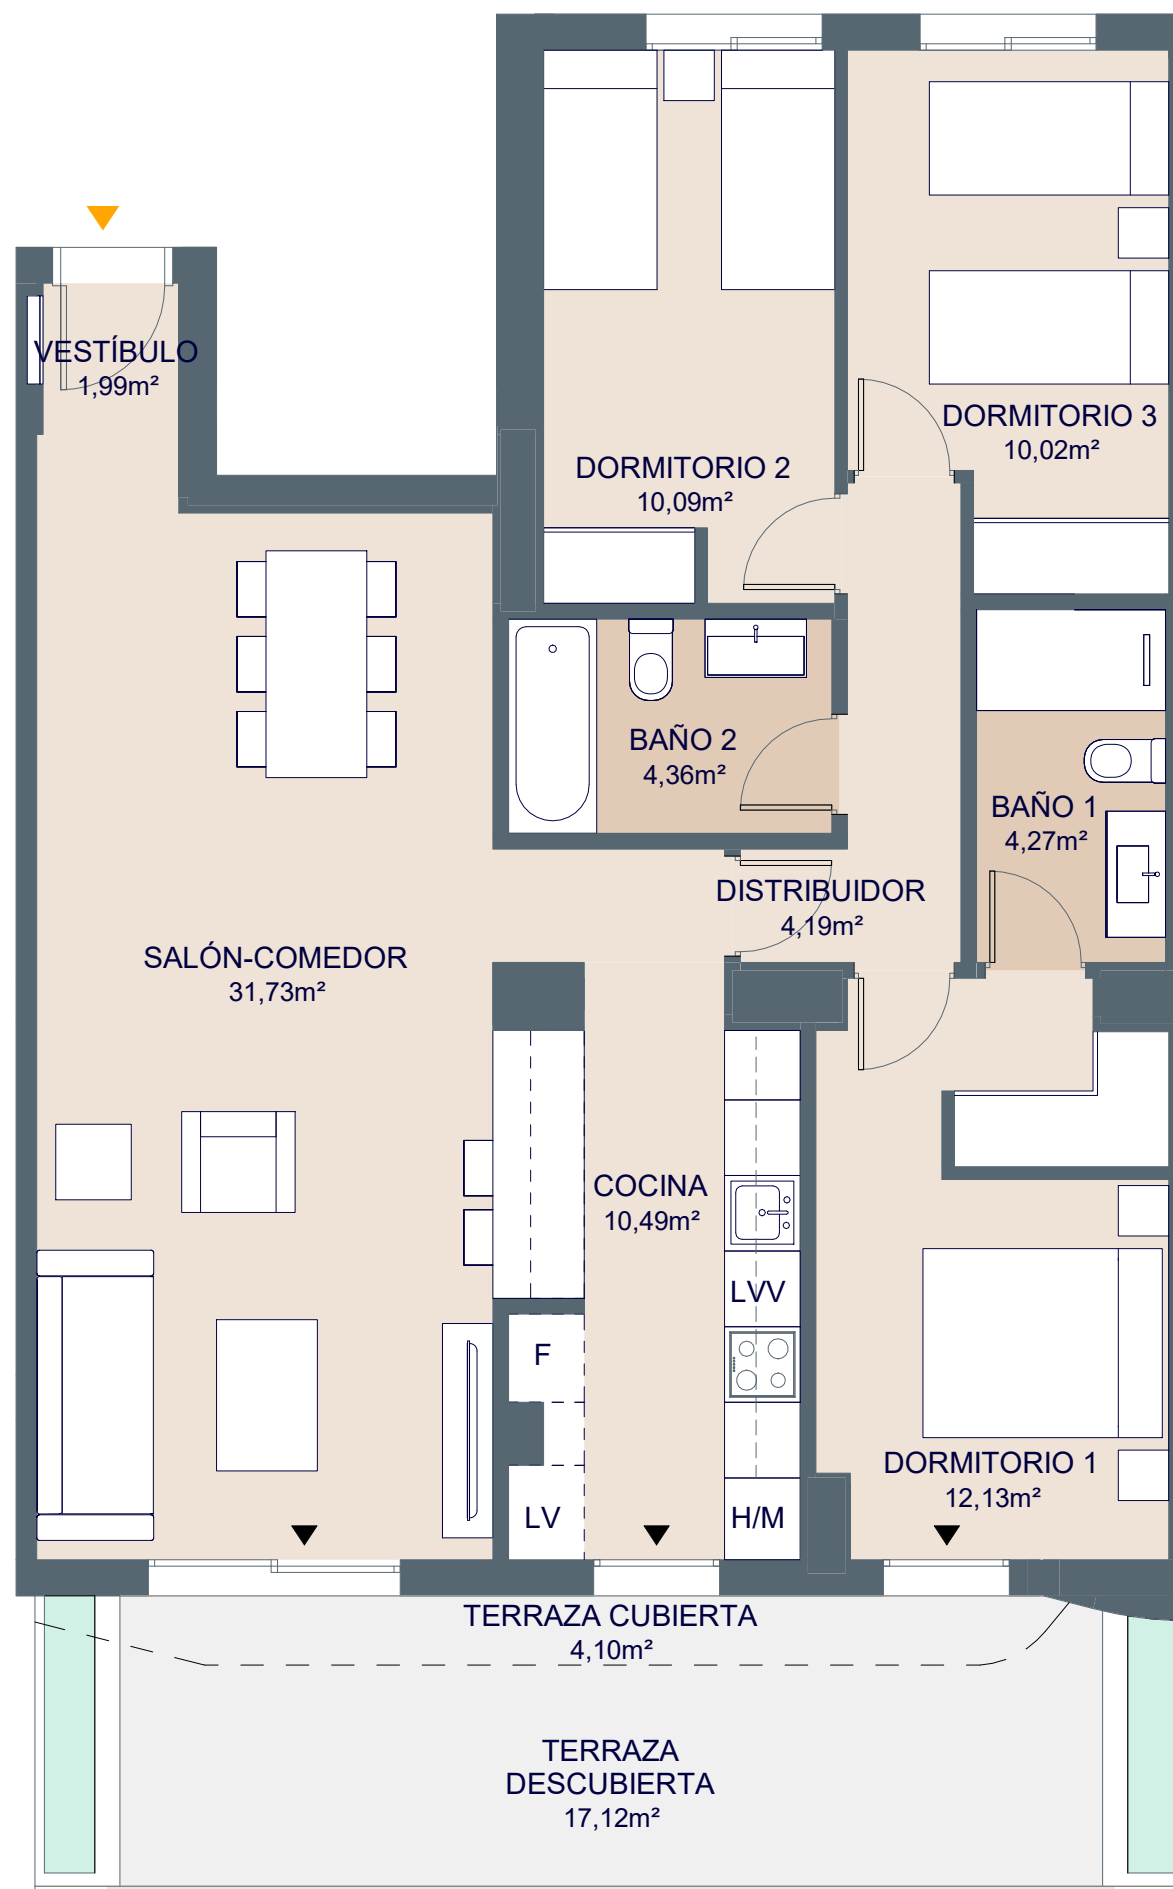 VESTÍBULO
1,99m²
DORMITORIO 3
10,02m²
DORMITORIO 2
10,09m²
BAÑO 2
4,36m²
BAÑO 1
4,27m²
DISTRIBUIDOR
4,19m²
SALÓN-COMEDOR
31,73m²
COCINA
10,49m²
LVV
F
DORMITORIO 1
12,13m²
LV
H/M
TERRAZA CUBIERTA
4,10m²
TERRAZA
DESCUBIERTA
17,12m²